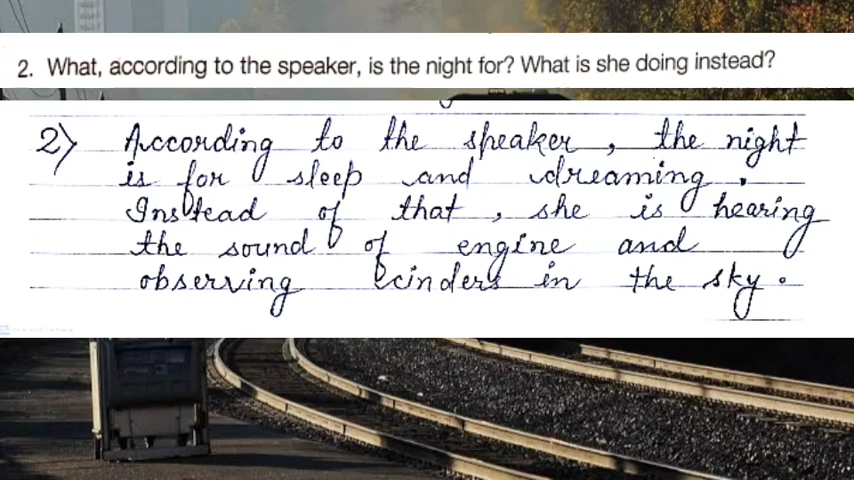 2. What, according to the speaker, is the night for? What is she doing instead?
2) According to the speaker, the night
is for sleep and dreaming.
Instead of that, she is hearing
the sound of engine and
observing cinders in the sky.